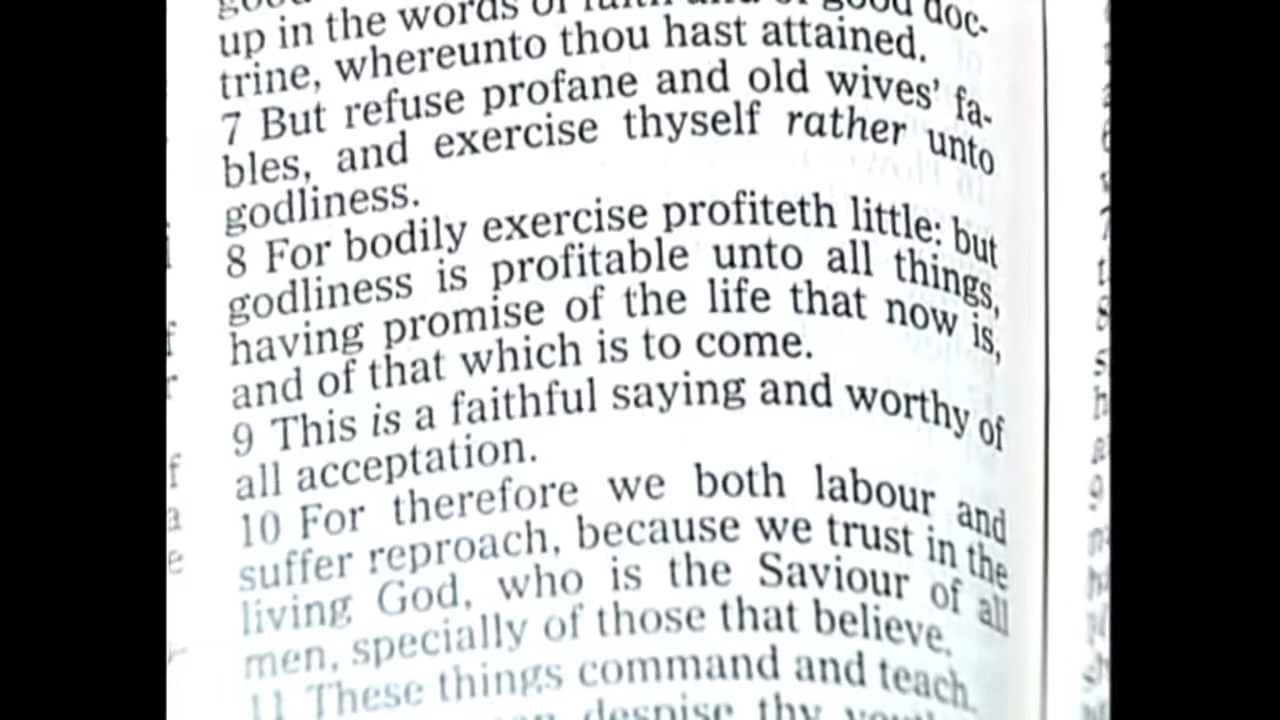 up in the words of faith and of good doc-
trine, whereunto thou hast attained.
7 But refuse profane and old wives' fa-
bles, and exercise thyself rather unto
godliness.
8 For bodily exercise profiteth little: but
godliness is profitable unto all things,
having promise of the life that now is,
and of that which is to come.
9 This is a faithful saying and worthy of
all acceptation.
10 For therefore we both labour and
suffer reproach, because we trust in the
living God, who is the Saviour of all
men, specially of those that believe.
11 These things command and teach.
despise thy